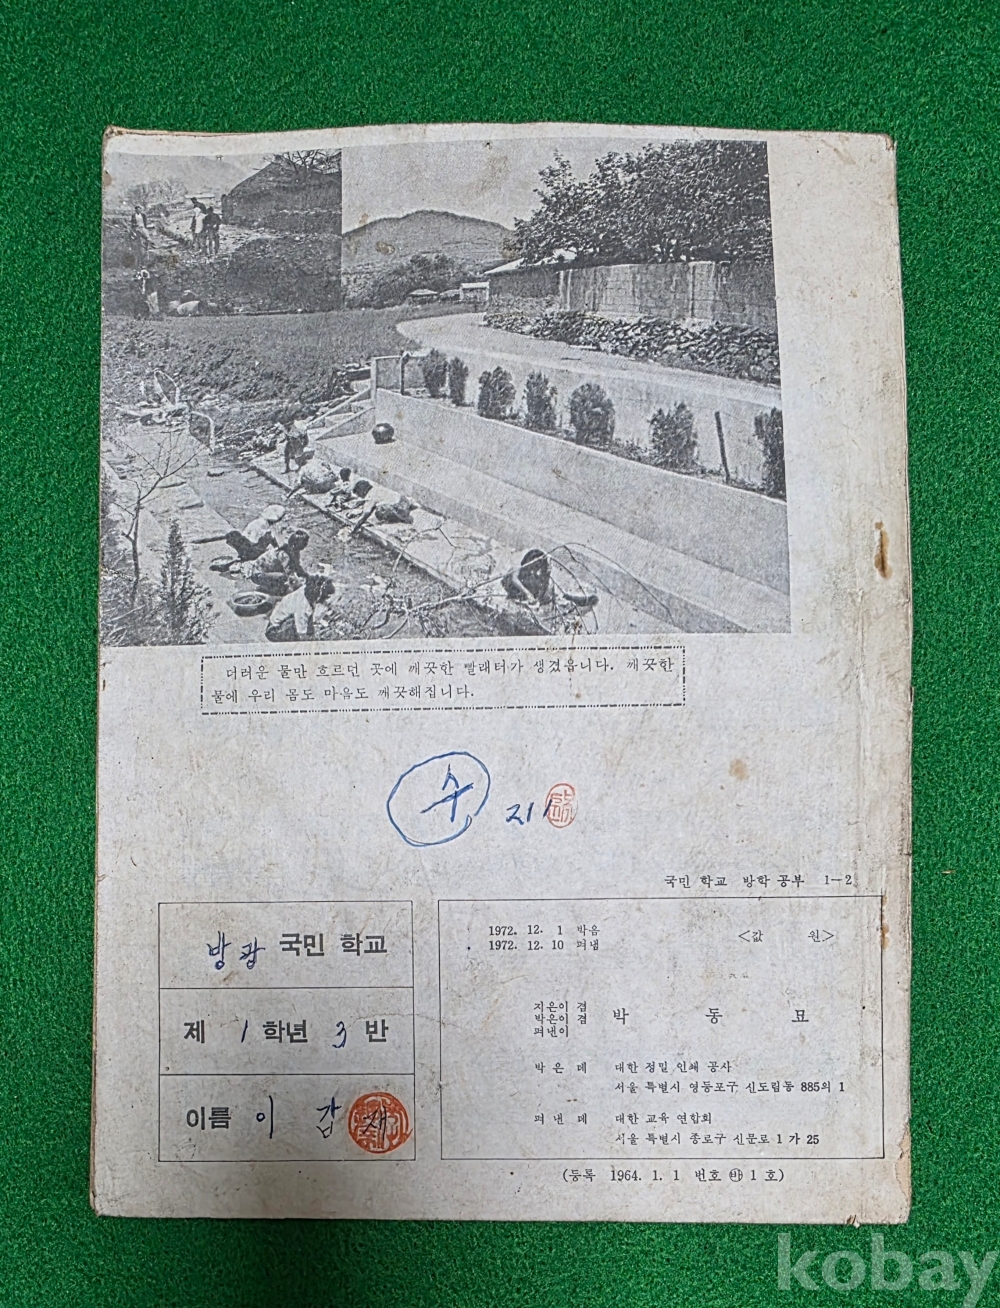 더러운 물만 흐르던 곳에 깨끗한 빨래터가 생겼읍니다. 깨끗한
물에 우리 몸도 마음도 깨끗해집니다.
수
국민 학교 방학 공부 1—2
방 국민 학교
제 1 학년 3 반
이름 이 갑 재
1972. 12. 1 박음
1972. 12. 10 펴냄
<값 원>
지은이 겸
박은이 겸
펴낸이
박 동 묘
박 은 데 대한 정밀 인쇄 공사
서울 특별시 영등포구 신도림동 885의 1
펴 낸 데 대한 교육 연합회
서울 특별시 종로구 신문로 1 가 25
(등록 1964. 1. 1 번호 ㉳ 1 호)
kobay